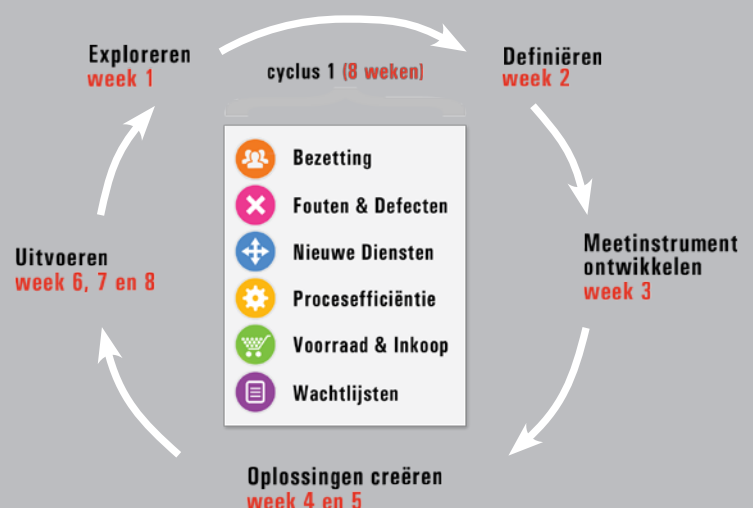 Exploreren
week 1
cyclus 1 (8 weken)
Definiëren
week 2
Bezetting
Fouten & Defecten
Nieuwe Diensten
Procesefficiëntie
Voorraad & Inkoop
Wachtlijsten
Meetinstrument
ontwikkelen
week 3
Uitvoeren
week 6, 7 en 8
Oplossingen creëren
week 4 en 5